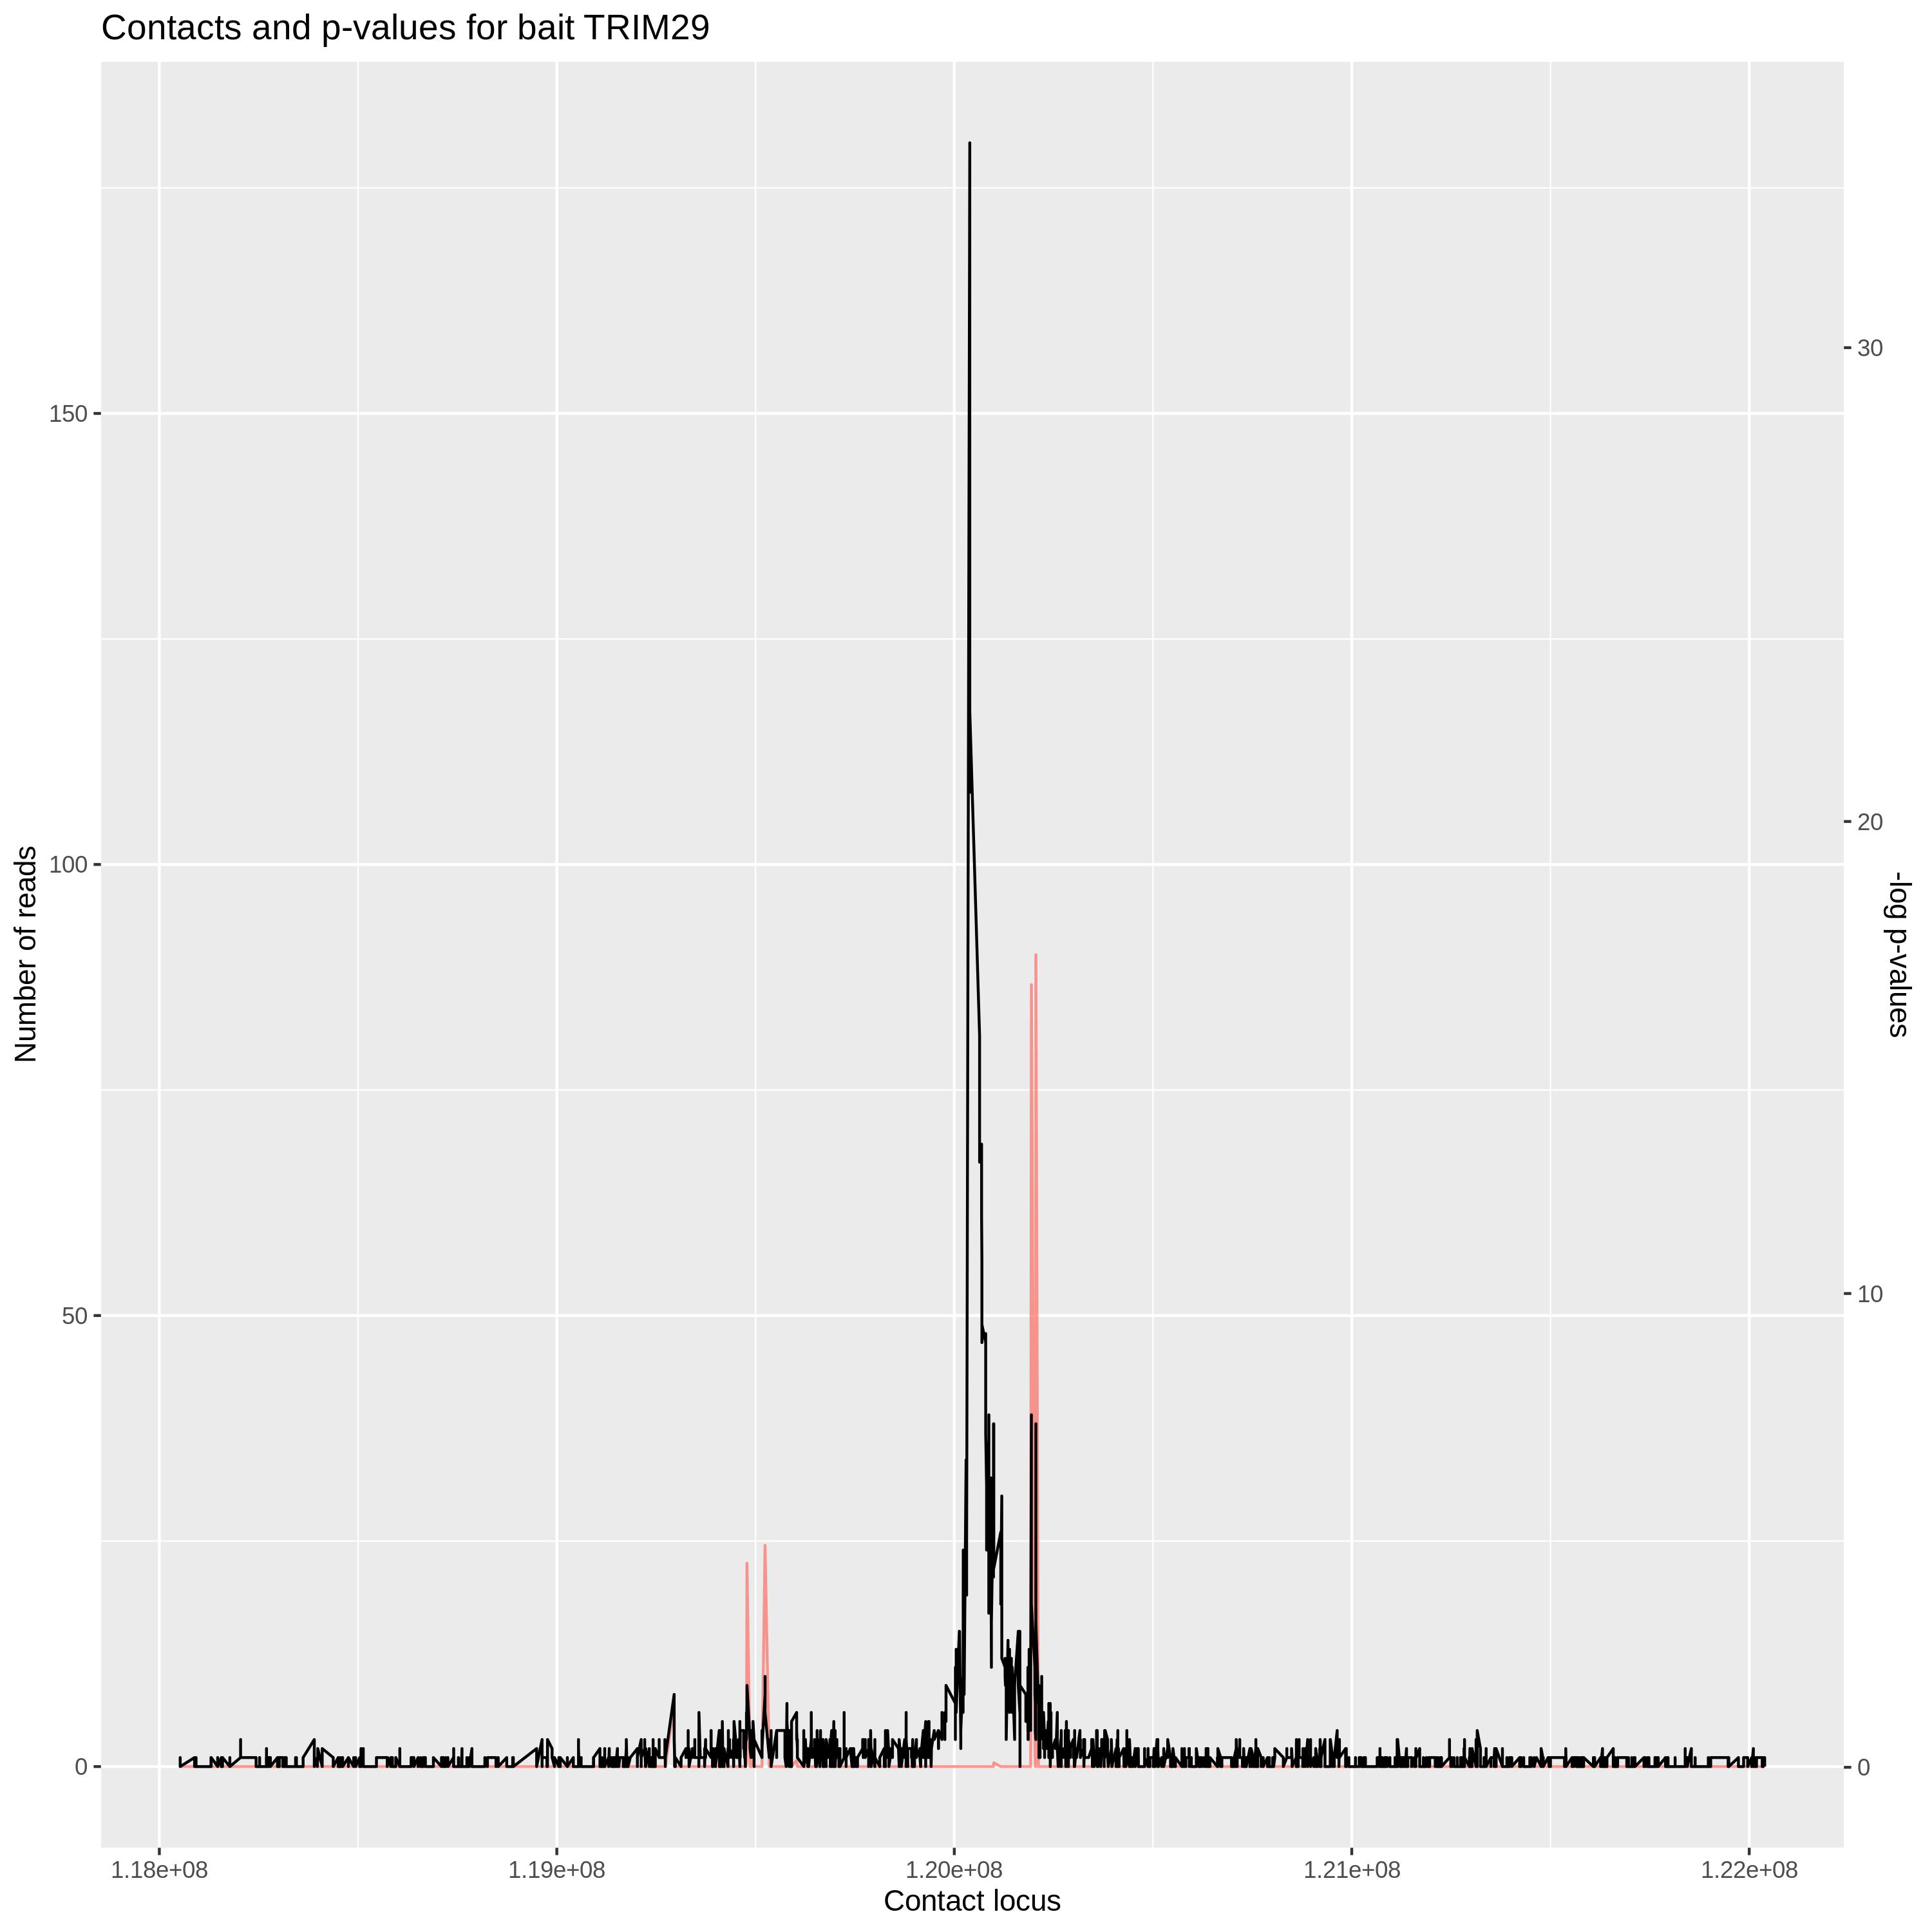 Contacts and p-values for bait TRIM29
150
100
50
0
Number of reads
30
20
10
0
-log p-values
1.18e+08
1.19e+08
1.20e+08
1.21e+08
1.22e+08
Contact locus